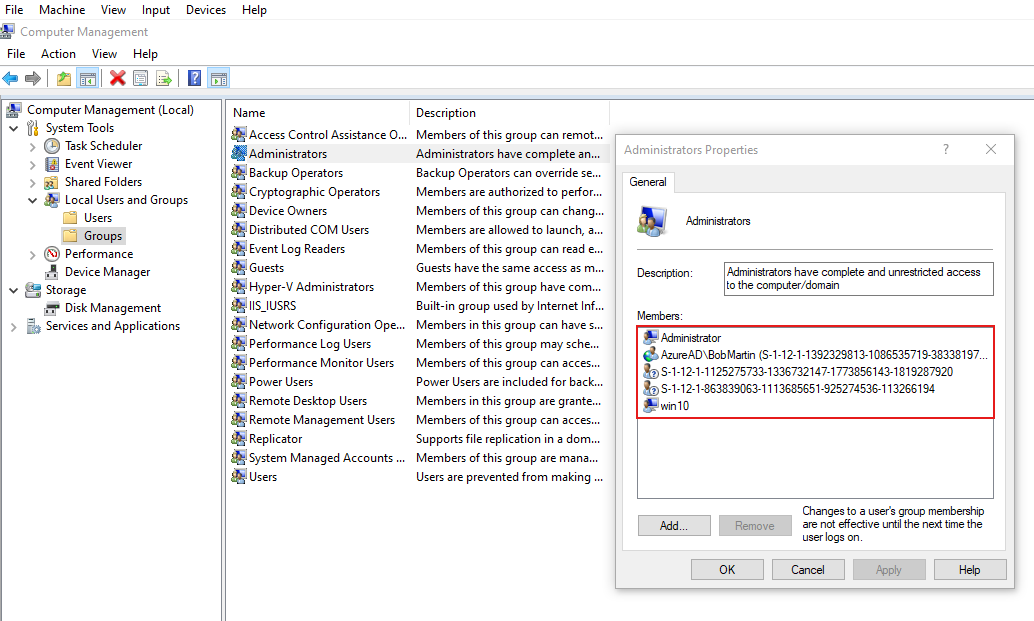 File Machine View Input Devices Help
Computer Management
File Action View Help
Computer Management (Local)
System Tools
Task Scheduler
Event Viewer
Shared Folders
Local Users and Groups
Users
Groups
Performance
Device Manager
Storage
Disk Management
Services and Applications
Name Description
Access Control Assistance O... Members of this group can remot...
Administrators Administrators have complete an...
Backup Operators Backup Operators can override se...
Cryptographic Operators Members are authorized to perfor...
Device Owners Members of this group can chang...
Distributed COM Users Members are allowed to launch, a...
Event Log Readers Members of this group can read e...
Guests Guests have the same access as m...
Hyper-V Administrators Members of this group have com...
IIS_IUSRS Built-in group used by Internet Inf...
Network Configuration Ope... Members in this group can have s...
Performance Log Users Members of this group may sche...
Performance Monitor Users Members of this group can acces...
Power Users Power Users are included for back...
Remote Desktop Users Members in this group are grante...
Remote Management Users Members of this group can acces...
Replicator Supports file replication in a dom...
System Managed Accounts ... Members of this group are mana...
Users Users are prevented from making ...
Administrators Properties ?
General
Administrators
Description: Administrators have complete and unrestricted access
to the computer/domain
Members:
Administrator
AzureAD\BobMartin (S-1-12-1-1392329813-1086535719-38338197...
S-1-12-1-1125275733-1336732147-1773856143-1819287920
S-1-12-1-863839063-1113685651-925274536-113266194
win10
Add... Remove
Changes to a user's group membership
are not effective until the next time the
user logs on.
OK Cancel Apply Help